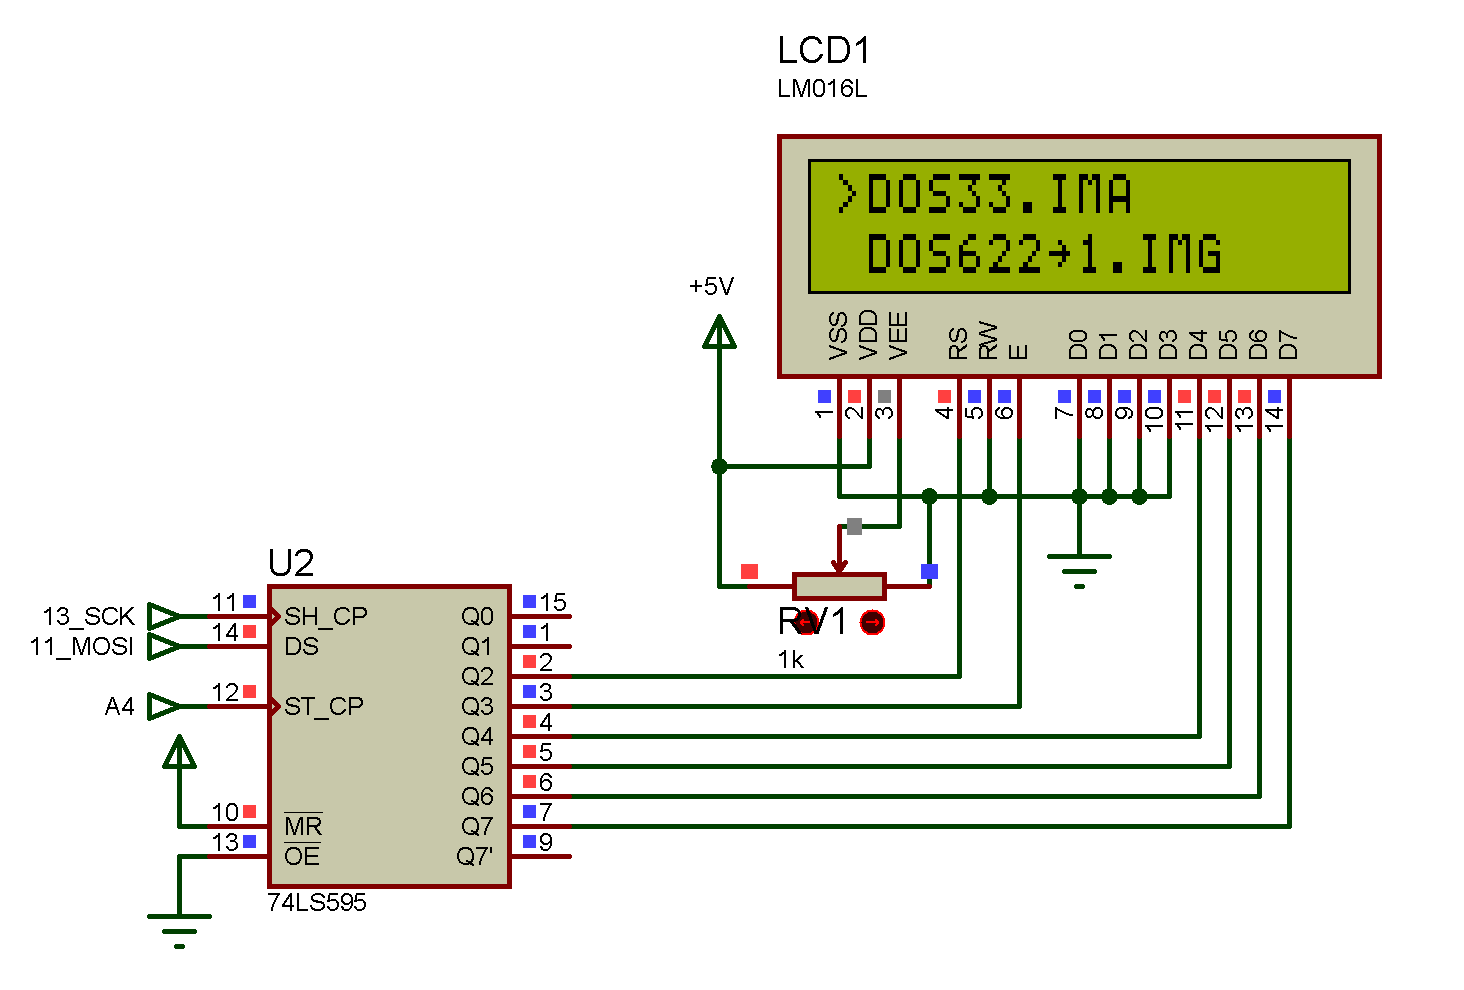 LCD1
LM016L
>DOS33.IMA
DOS622→1.IMG
+5V
VSS VDD VEE RS RW E D0 D1 D2 D3 D4 D5 D6 D7
1 2 3 4 5 6 7 8 9 10 11 12 13 14
U2
13_SCK 11 SH_CP Q0 15
11_MOSI 14 DS Q1 1
Q2 2
A4 12 ST_CP Q3 3
Q4 4
Q5 5
Q6 6
10 MR Q7 7
13 OE Q7' 9
74LS595
RV1
1k